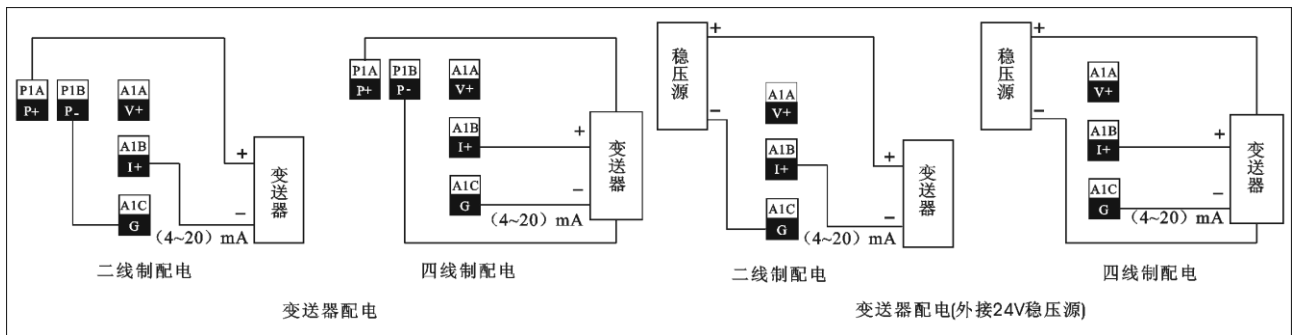 P1A
P+
P1B
P-
A1A
V+
A1B
I+
A1C
G
+
−
变送器
（4~20）mA
二线制配电
P1A
P+
P1B
P-
A1A
V+
A1B
I+
A1C
G
+
−
变送器
（4~20）mA
四线制配电
变送器配电
稳压源
+
−
A1A
V+
A1B
I+
A1C
G
+
−
变送器
（4~20）mA
二线制配电
稳压源
+
−
A1A
V+
A1B
I+
A1C
G
+
−
变送器
（4~20）mA
四线制配电
变送器配电(外接24V稳压源)